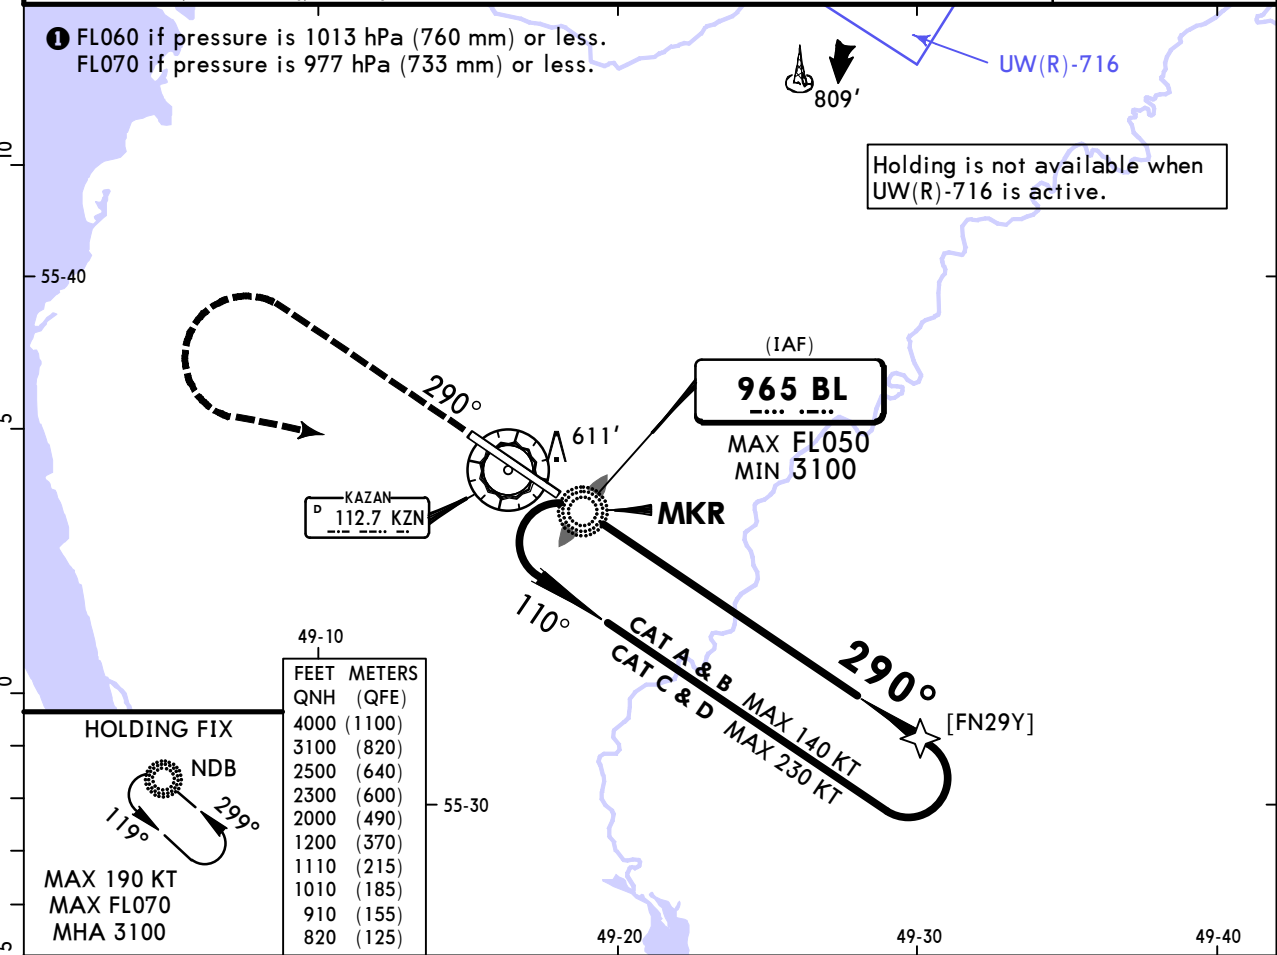 ❶ FL060 if pressure is 1013 hPa (760 mm) or less.
FL070 if pressure is 977 hPa (733 mm) or less.
UW(R)-716
809'
10
Holding is not available when
UW(R)-716 is active.
55-40
(IAF)
965 BL
290°
5
611'
MAX FL050
MIN 3100
KAZAN
D 112.7 KZN
MKR
110°
CAT A & B MAX 140 KT
CAT C & D MAX 230 KT
290°
[FN29Y]
49-10
0
FEET METERS
QNH (QFE)
4000 (1100)
3100 (820)
2500 (640)
2300 (600)
2000 (490)
1200 (370)
1110 (215)
1010 (185)
910 (155)
820 (125)
HOLDING FIX
NDB
119°
299°
MAX 190 KT
MAX FL070
MHA 3100
55-30
5
49-20
49-30
49-40